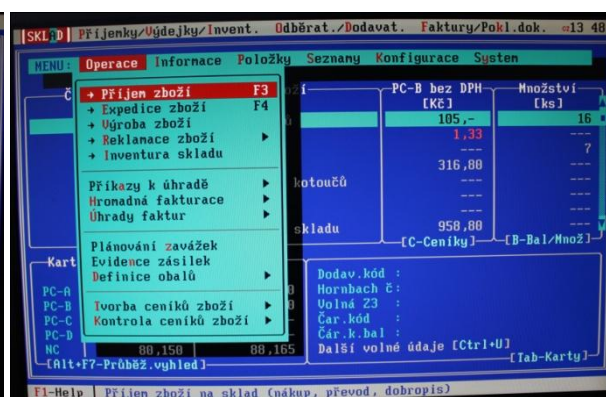 SKLAD Příjemky/Výdejky/Invent. Odběrat./Dodavat. Faktury/Pokl.dok. 13 48
MENU: Operace Informace Položky Seznamy Konfigurace System
→ Příjem zboží F3
→ Expedice zboží F4
→ Výroba zboží
→ Reklamace zboží ▶
→ Inventura skladu
Příkazy k úhradě ▶
Hromadná fakturace ▶
Úhrady faktur ▶
Plánování zavážek
Evidence zásilek
Definice obalů ▶
Tvorba ceníků zboží ▶
Kontrola ceníků zboží ▶
PC-B bez DPH Množství
[Kč] [ks]
105,- 16
1,33 ---
--- 7
316,80 ---
kotoučů --- ---
--- ---
skladu 958,80 ---
[C-Ceníky] [B-Bal/Množ]
Kart
PC-A
PC-B
PC-C
PC-D
NC 80,150 88,165
[Alt+F7-Průběž.vyhled]
Dodav.kód :
Hornbach č:
Volná Z3 :
Čar.kód :
Čár.k.bal :
Další volné údaje [Ctrl+U]
[Tab-Karty]
F1-Help Příjem zboží na sklad (nákup, převod, dobropis)